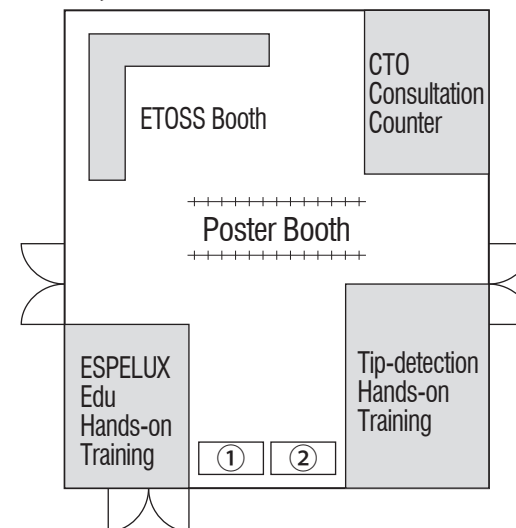 CTO
Consultation
Counter
ETOSS Booth
Poster Booth
ESPELUX
Edu
Hands-on
Training
Tip-detection
Hands-on
Training
①
②